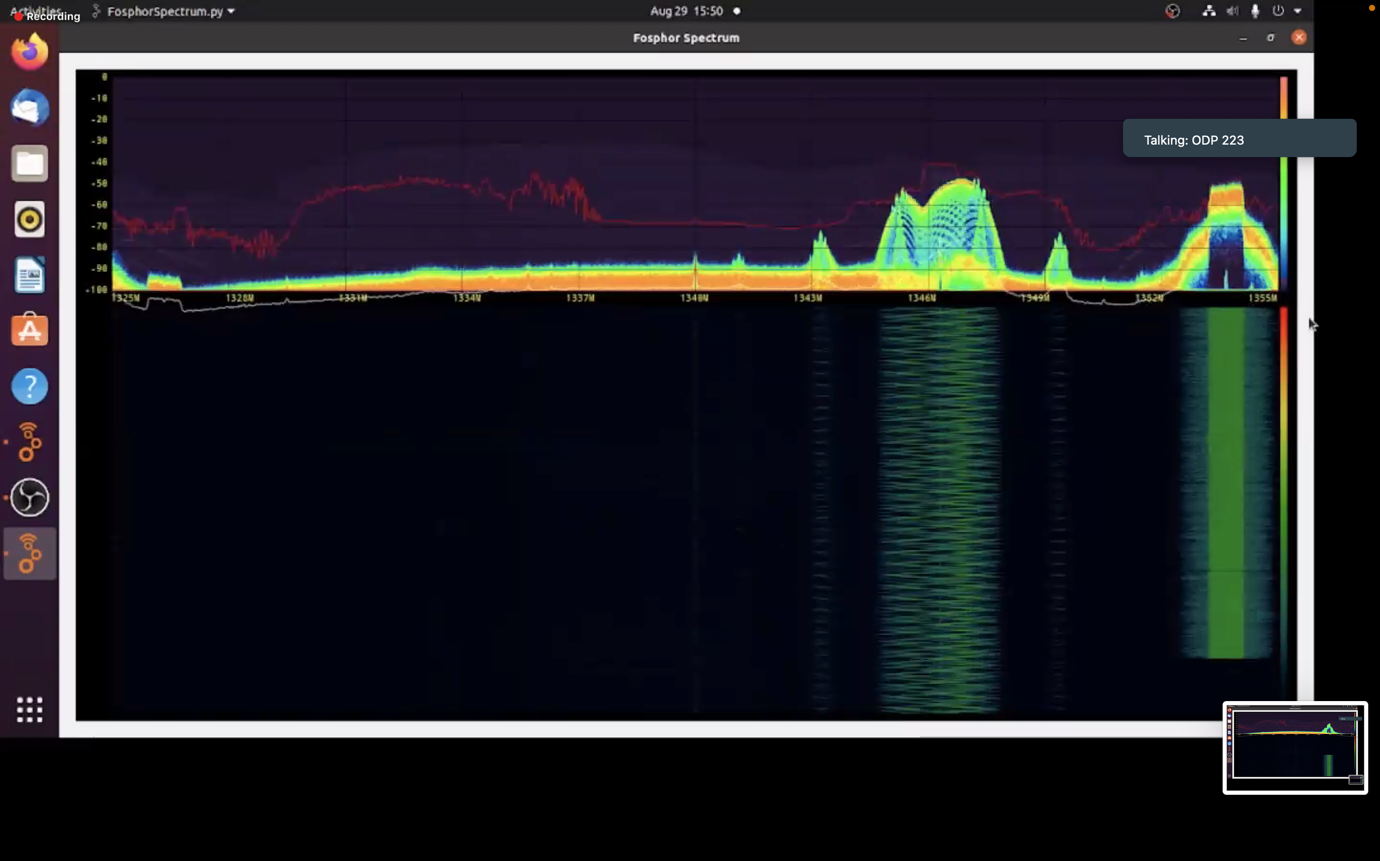 Activities
Recording
FosphorSpectrum.py
Aug 29 15:50
Fosphor Spectrum
Talking: ODP 223
0
-10
-20
-30
-40
-50
-60
-70
-80
-90
-100
1325M 1328M 1331M 1334M 1337M 1340M 1343M 1346M 1349M 1352M 1355M